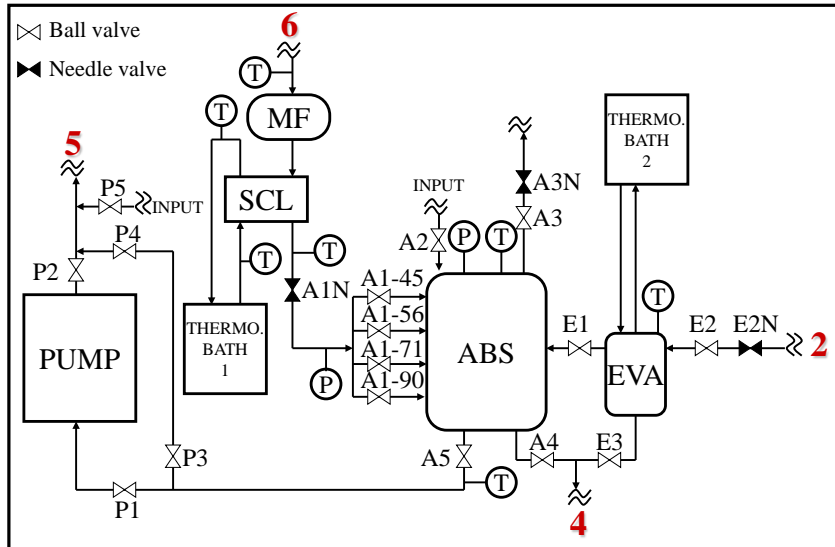 Ball valve
Needle valve
6
T
MF
T
SCL
T
T
THERMO.
BATH
1
A1N
P
5
P5
INPUT
P4
P2
PUMP
P3
P1
INPUT
A2
P
T
A3N
A3
A1-45
A1-56
A1-71
A1-90
ABS
A5
T
A4
E3
4
THERMO.
BATH
2
T
E1
EVA
E2
E2N
2